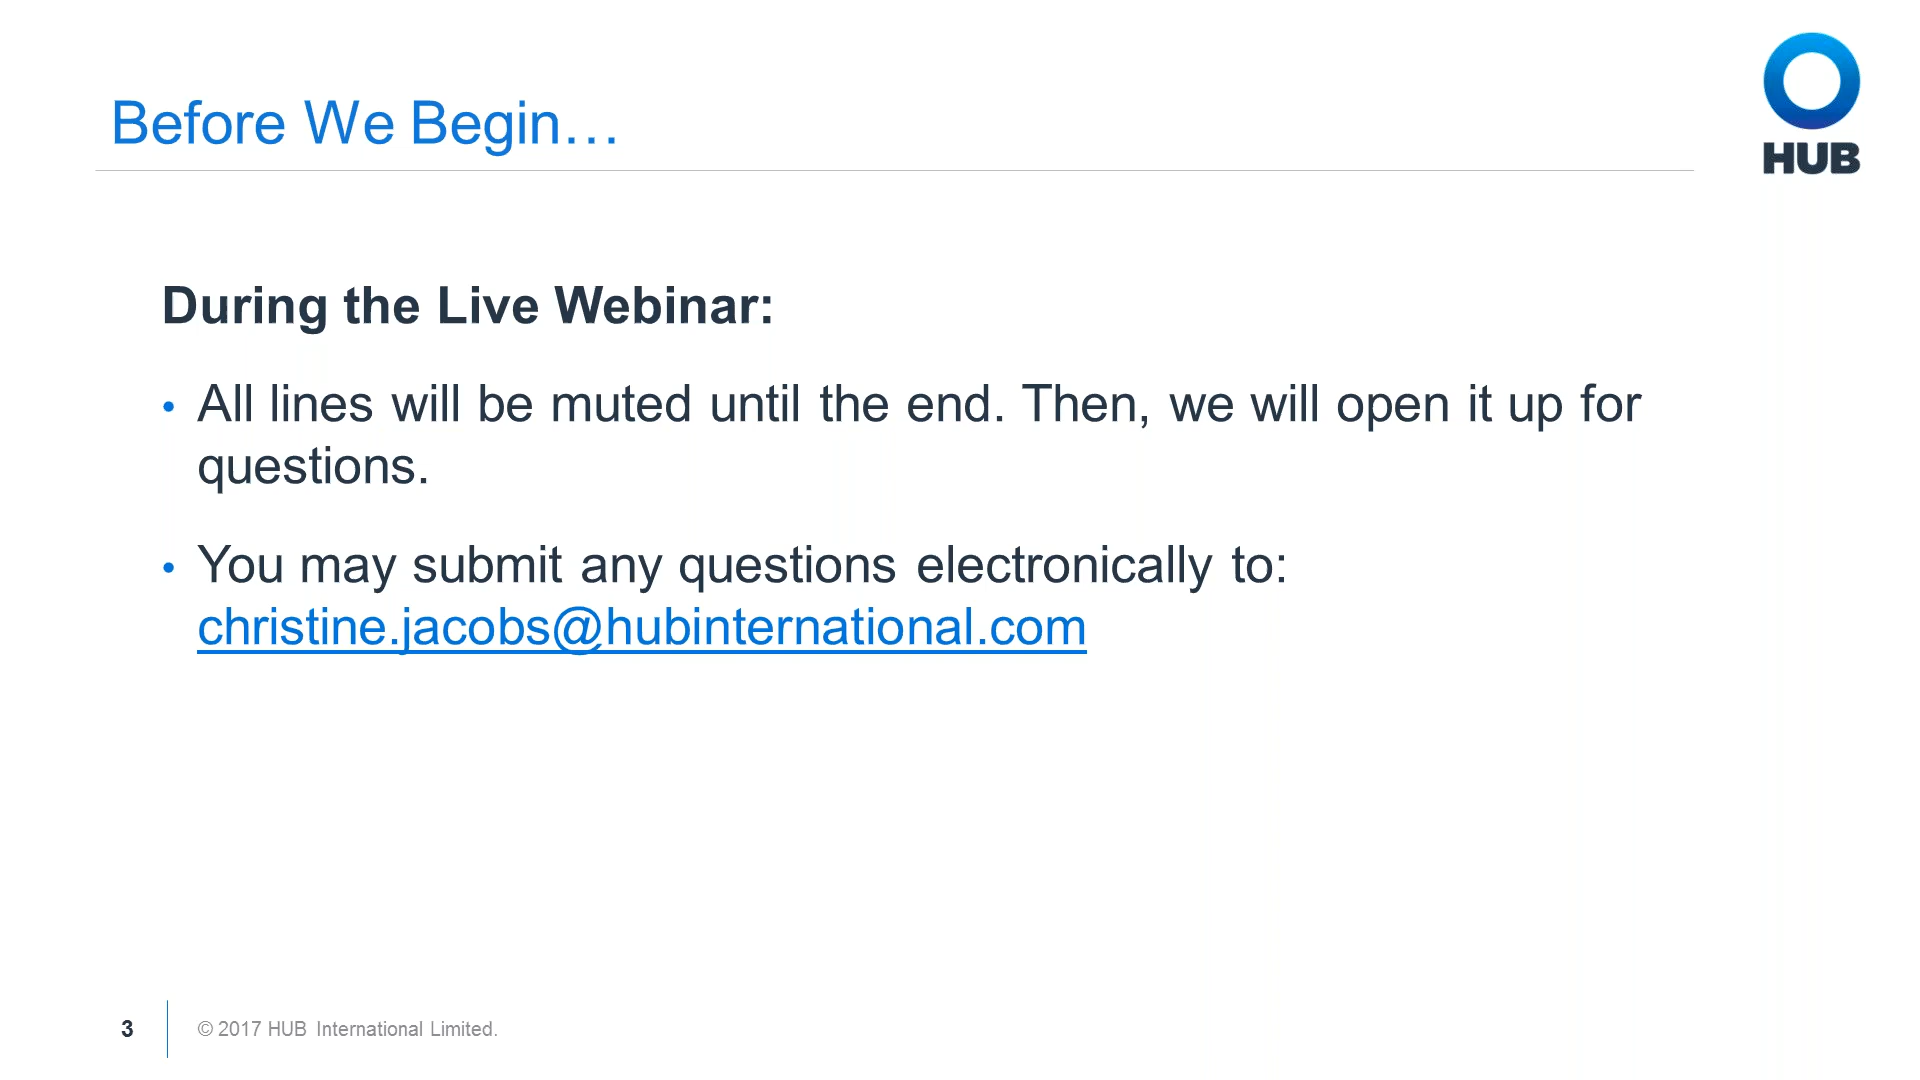 Before We Begin…
HUB
During the Live Webinar:
• All lines will be muted until the end. Then, we will open it up for
questions.
• You may submit any questions electronically to:
christine.jacobs@hubinternational.com
3
© 2017 HUB International Limited.